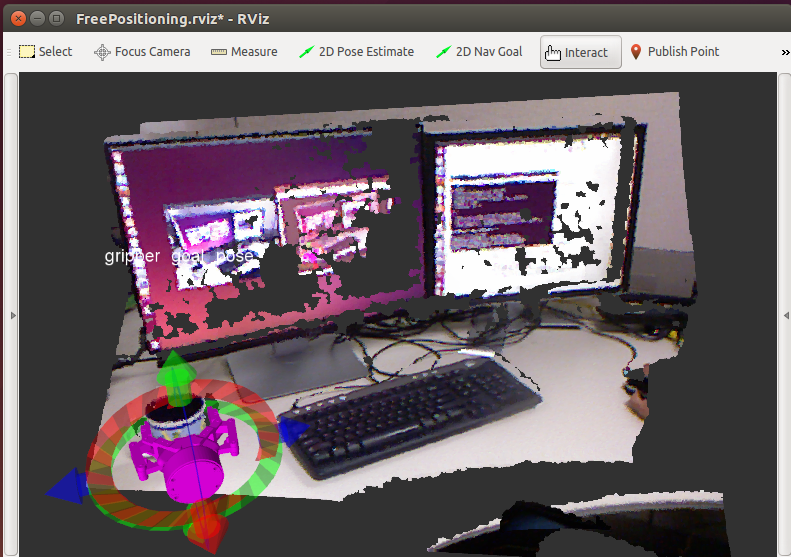 FreePositioning.rviz* - RViz
Select Focus Camera Measure 2D Pose Estimate 2D Nav Goal Interact Publish Point »
gripper_goal_pose